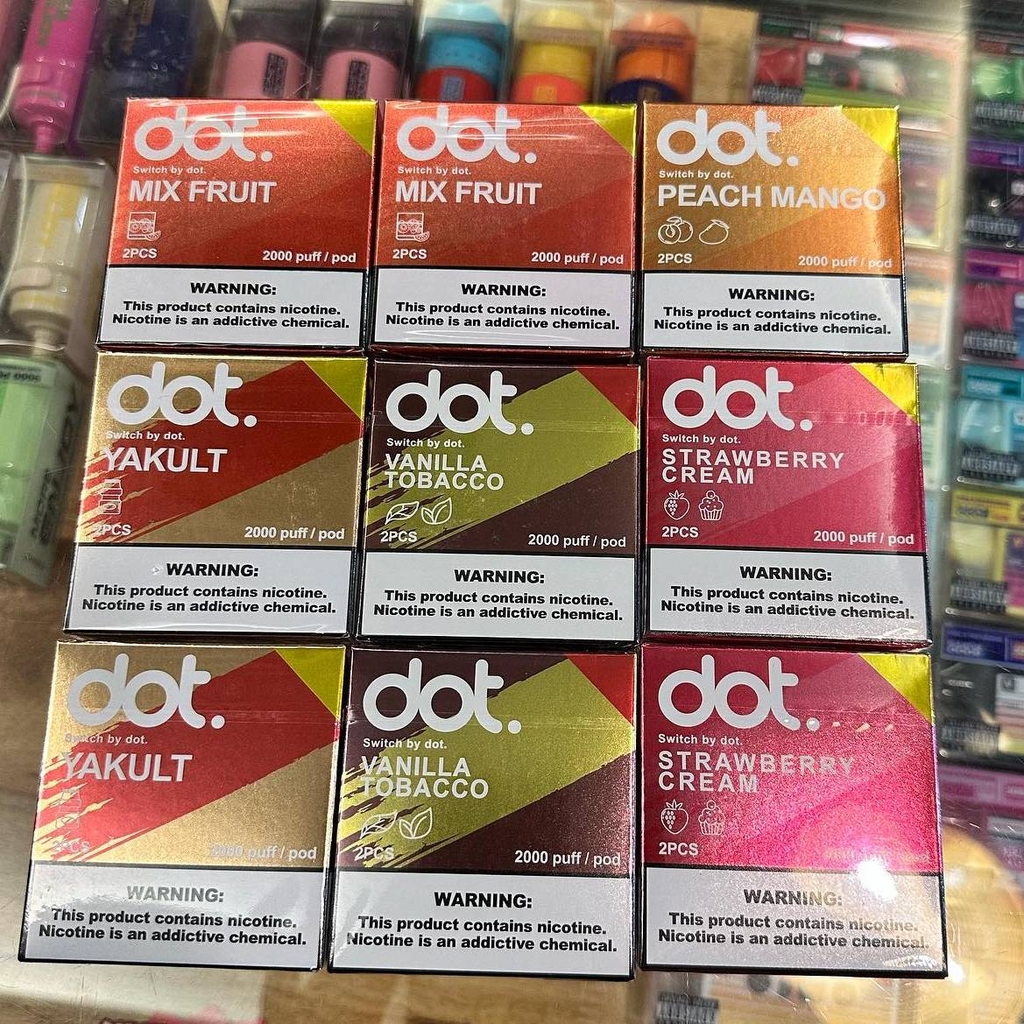 dot.
Switch by dot.
MIX FRUIT
2PCS 2000 puff / pod
WARNING:
This product contains nicotine.
Nicotine is an addictive chemical.
dot.
Switch by dot.
MIX FRUIT
2PCS 2000 puff / pod
WARNING:
This product contains nicotine.
Nicotine is an addictive chemical.
dot.
Switch by dot.
PEACH MANGO
2PCS 2000 puff / pod
WARNING:
This product contains nicotine.
Nicotine is an addictive chemical.
dot.
Switch by dot.
YAKULT
2PCS 2000 puff / pod
WARNING:
This product contains nicotine.
Nicotine is an addictive chemical.
dot.
Switch by dot.
VANILLA
TOBACCO
2PCS 2000 puff / pod
WARNING:
This product contains nicotine.
Nicotine is an addictive chemical.
dot.
Switch by dot.
STRAWBERRY
CREAM
2PCS 2000 puff / pod
WARNING:
This product contains nicotine.
Nicotine is an addictive chemical.
dot.
Switch by dot.
YAKULT
2PCS 2000 puff / pod
WARNING:
This product contains nicotine.
Nicotine is an addictive chemical.
dot.
Switch by dot.
VANILLA
TOBACCO
2PCS 2000 puff / pod
WARNING:
This product contains nicotine.
Nicotine is an addictive chemical.
dot.
Switch by dot.
STRAWBERRY
CREAM
2PCS
WARNING:
This product contains nicotine.
Nicotine is an addictive chemical.